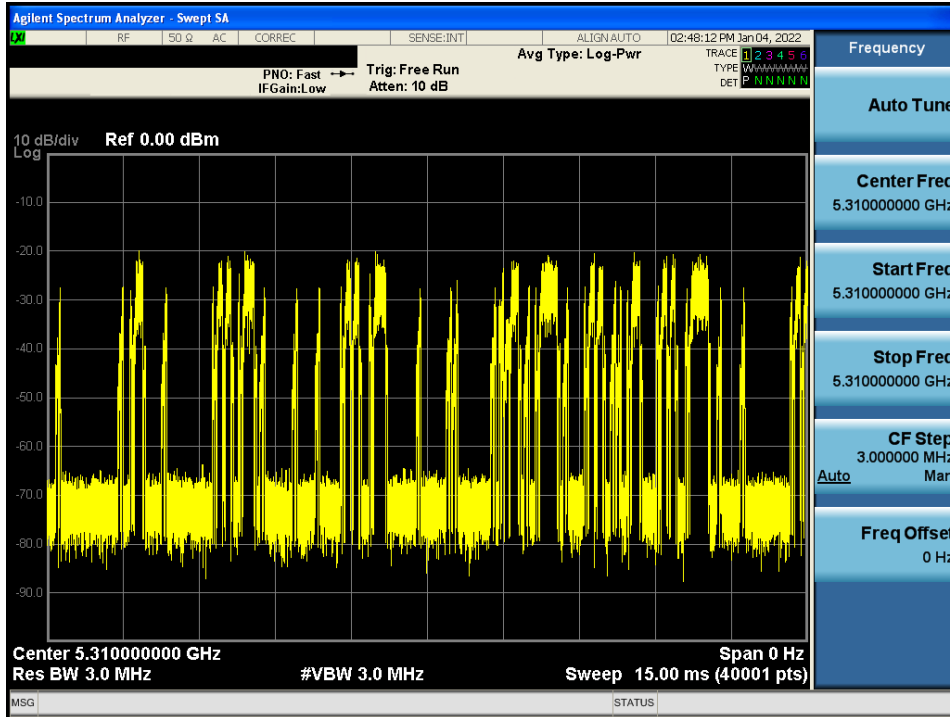 Agilent Spectrum Analyzer - Swept SA
LXI RF 50 Ω AC CORREC SENSE:INT ALIGN AUTO 02:48:12 PM Jan 04, 2022
Frequency
Avg Type: Log-Pwr
TRACE 1 2 3 4 5 6
PNO: Fast Trig: Free Run
TYPE WWWWWW
IFGain:Low Atten: 10 dB
DET P N N N N N
Auto Tune
10 dB/div Ref 0.00 dBm
Log
Center Freq
5.310000000 GHz
-10.0
-20.0
Start Freq
5.310000000 GHz
-30.0
-40.0
Stop Freq
5.310000000 GHz
-50.0
-60.0
CF Step
3.000000 MHz
Auto Man
-70.0
Freq Offset
0 Hz
-80.0
-90.0
Center 5.310000000 GHz Span 0 Hz
Res BW 3.0 MHz #VBW 3.0 MHz Sweep 15.00 ms (40001 pts)
MSG STATUS